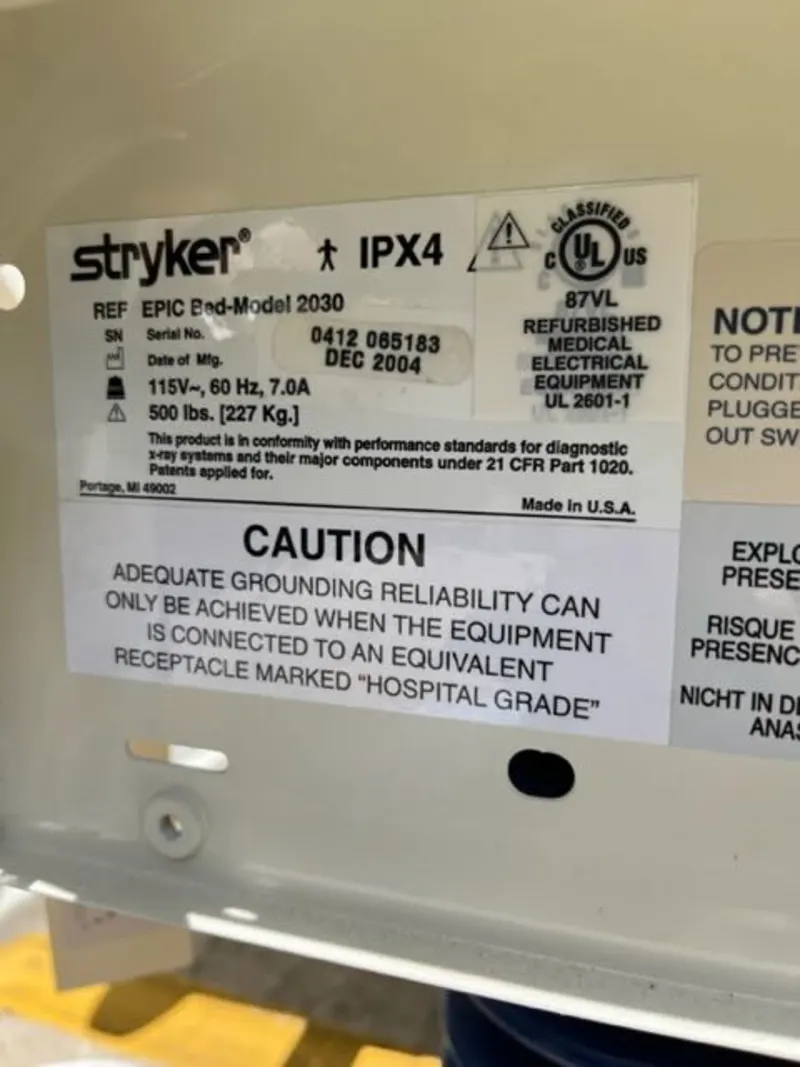 stryker®
IPX4
REF EPIC Bed-Model 2030
SN Serial No. 0412 065183
Date of Mfg. DEC 2004
115V~, 60 Hz, 7.0A
500 lbs. [227 Kg.]
This product is in conformity with performance standards for diagnostic
x-ray systems and their major components under 21 CFR Part 1020.
Patents applied for.
Portage, MI 49002
Made in U.S.A.
CLASSIFIED
C UL US
87VL
REFURBISHED
MEDICAL
ELECTRICAL
EQUIPMENT
UL 2601-1
CAUTION
ADEQUATE GROUNDING RELIABILITY CAN
ONLY BE ACHIEVED WHEN THE EQUIPMENT
IS CONNECTED TO AN EQUIVALENT
RECEPTACLE MARKED “HOSPITAL GRADE”
NOTI
TO PRE
CONDIT
PLUGGE
OUT SW
EXPLO
PRESE
RISQUE
PRESENC
NICHT IN D
ANAS